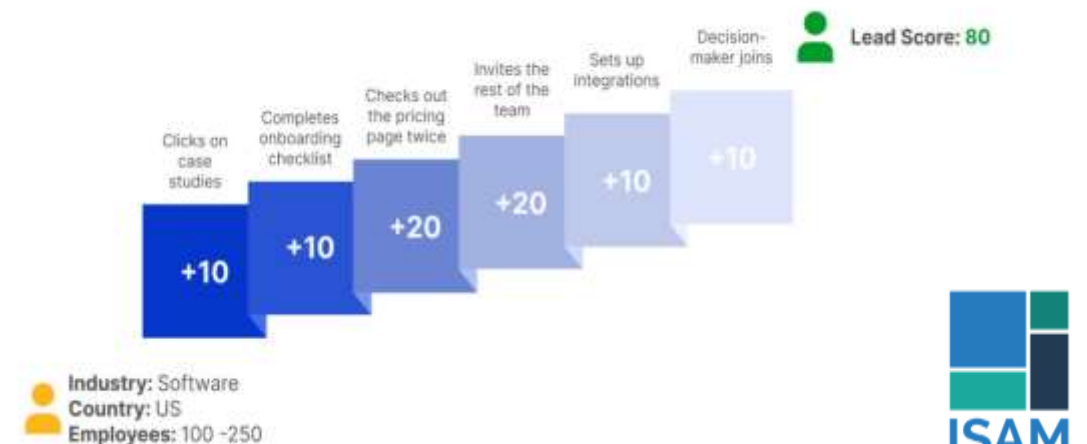 Clicks on
case
studies
+10
Completes
onboarding
checklist
+10
Checks out
the pricing
page twice
+20
Invites the
rest of the
team
+20
Sets up
integrations
+10
Decision-
maker joins
+10
Lead Score: 80
Industry: Software
Country: US
Employees: 100 -250
ISAM